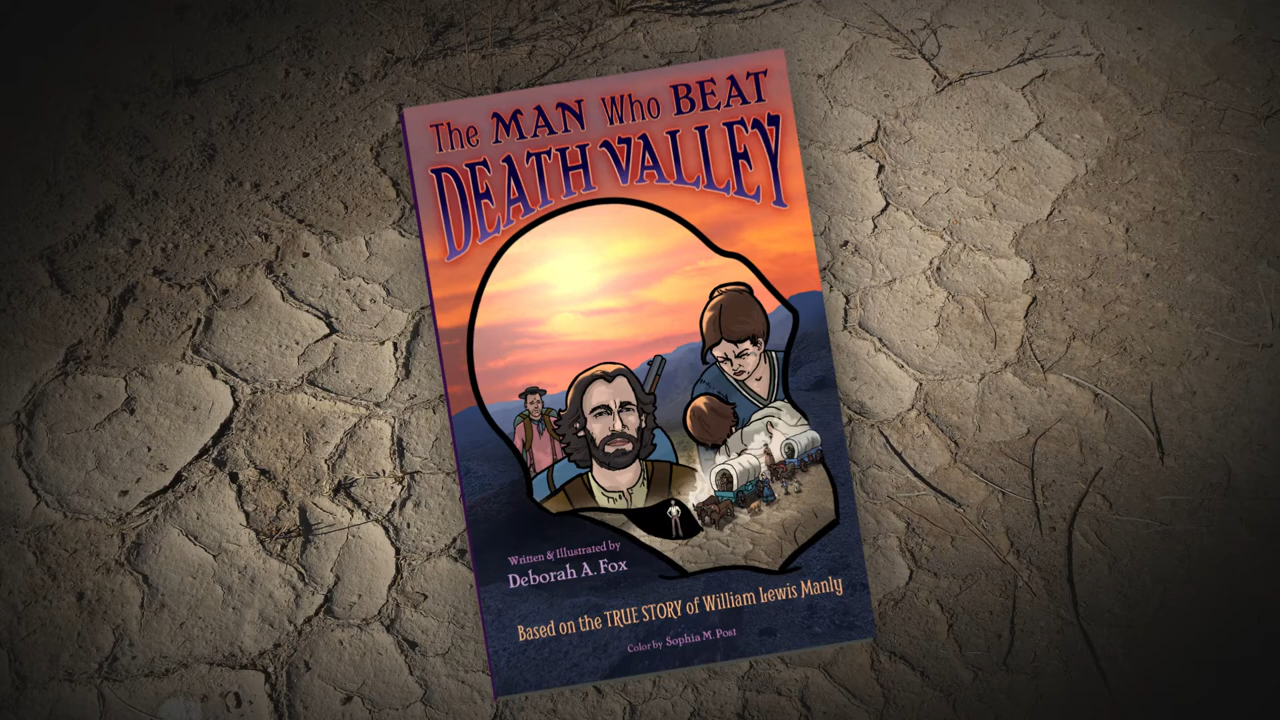 The MAN Who BEAT
DEATH VALLEY
Written & Illustrated by
Deborah A. Fox
Based on the TRUE STORY of William Lewis Manly
Color by Sophia M. Post